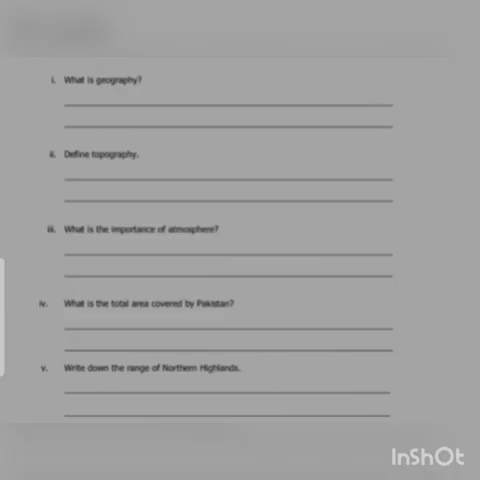 i. What is geography?
ii. Define topography.
iii. What is the importance of atmosphere?
iv. What is the total area covered by Pakistan?
v. Write down the range of Northern Highlands.
InShOt